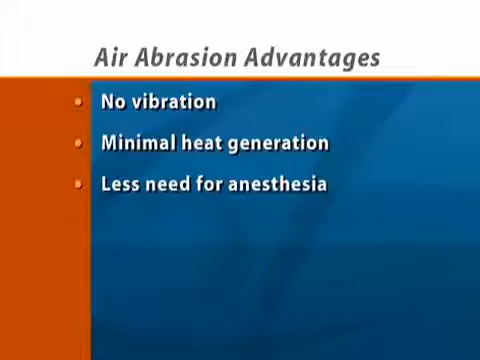 Air Abrasion Advantages
• No vibration
• Minimal heat generation
• Less need for anesthesia